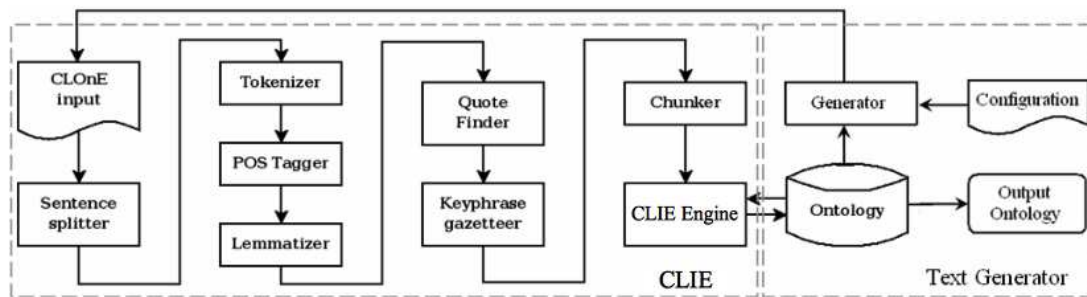 CLOnE
input
Sentence
splitter
Tokenizer
POS Tagger
Lemmatizer
Quote
Finder
Keyphrase
gazetteer
Chunker
CLIE Engine
CLIE
Generator
Configuration
Ontology
Output
Ontology
Text Generator